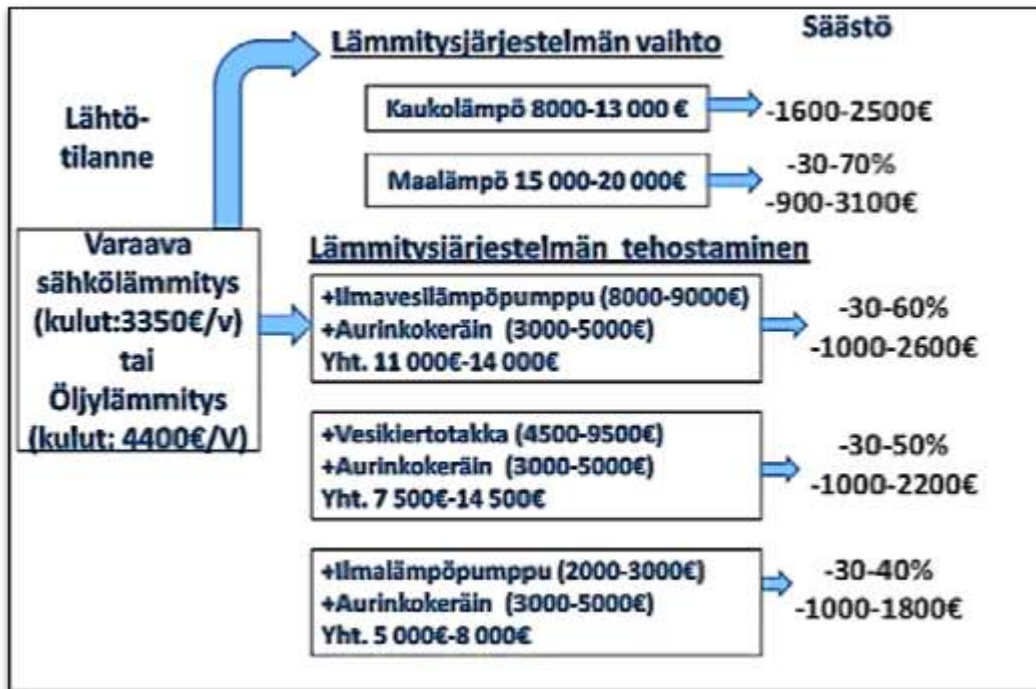 Lämmitysjärjestelmän vaihto
Säästö
Lähtö-
tilanne
Kaukolämpö 8000-13 000 €
-1600-2500€
Maalämpö 15 000-20 000€
-30-70%
-900-3100€
Varaava
sähkölämmitys
(kulut:3350€/v)
tai
Öljylämmitys
(kulut: 4400€/V)
Lämmitysjärjestelmän tehostaminen
+Ilmavesilämpöpumppu (8000-9000€)
+Aurinkokeräin (3000-5000€)
Yht. 11 000€-14 000€
-30-60%
-1000-2600€
+Vesikiertotakka (4500-9500€)
+Aurinkokeräin (3000-5000€)
Yht. 7 500€-14 500€
-30-50%
-1000-2200€
+Ilmalämpöpumppu (2000-3000€)
+Aurinkokeräin (3000-5000€)
Yht. 5 000€-8 000€
-30-40%
-1000-1800€